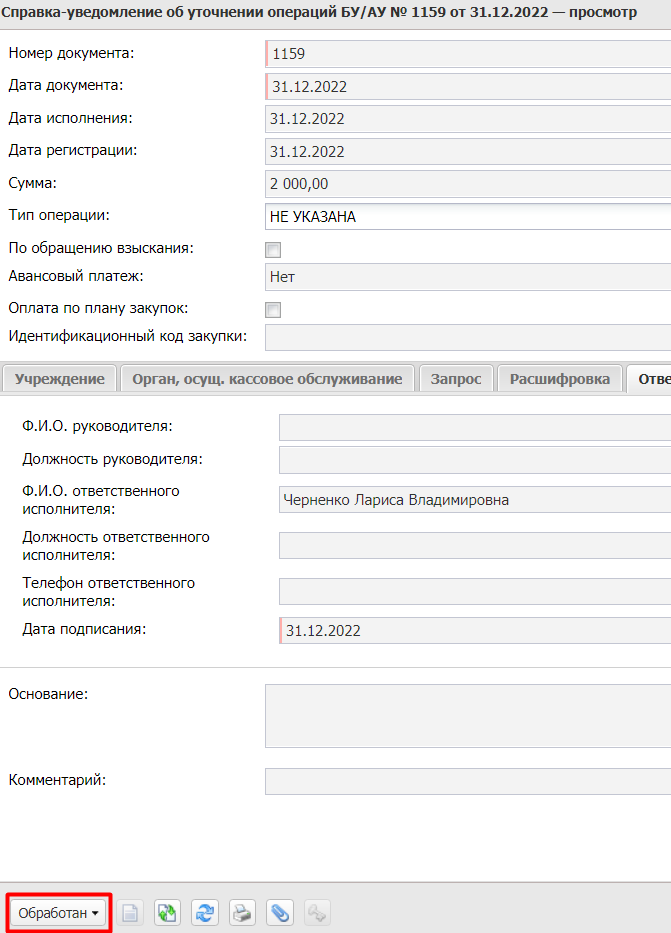 Справка-уведомление об уточнении операций БУ/АУ № 1159 от 31.12.2022 — просмотр
Номер документа: 1159
Дата документа: 31.12.2022
Дата исполнения: 31.12.2022
Дата регистрации: 31.12.2022
Сумма: 2 000,00
Тип операции: НЕ УКАЗАНА
По обращению взыскания:
Авансовый платеж: Нет
Оплата по плану закупок:
Идентификационный код закупки:
Учреждение Орган, осущ. кассовое обслуживание Запрос Расшифровка Отве
Ф.И.О. руководителя:
Должность руководителя:
Ф.И.О. ответственного
исполнителя: Черненко Лариса Владимировна
Должность ответственного
исполнителя:
Телефон ответственного
исполнителя:
Дата подписания: 31.12.2022
Основание:
Комментарий:
Обработан